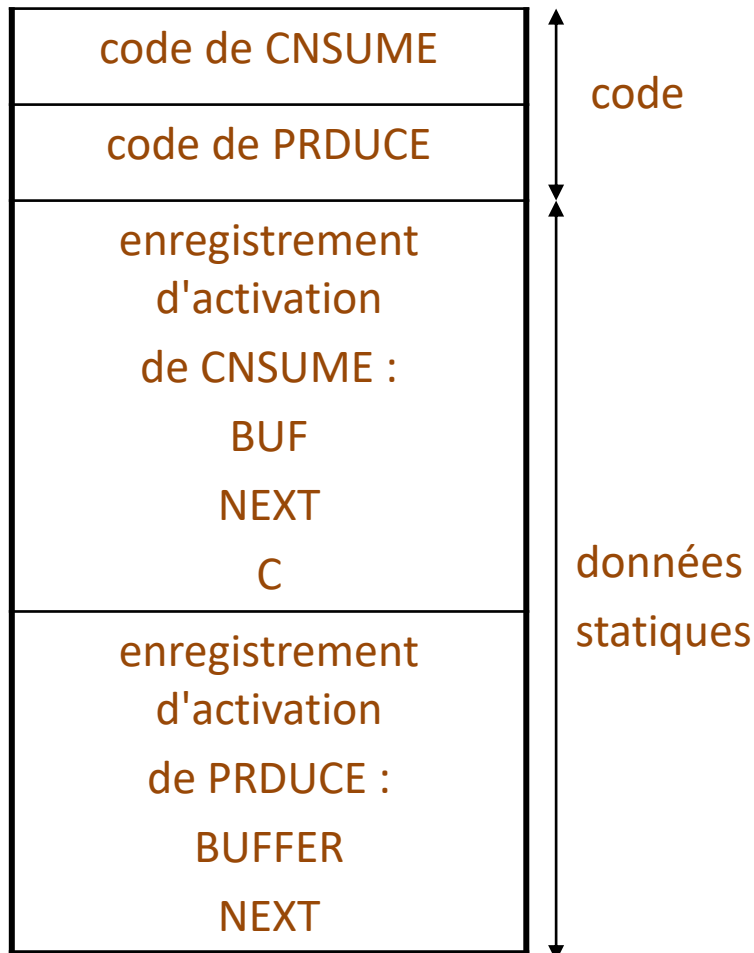 code de CNSUME
code
code de PRDUCE
enregistrement
d'activation
de CNSUME :
BUF
NEXT
C
données
statiques
enregistrement
d'activation
de PRDUCE :
BUFFER
NEXT